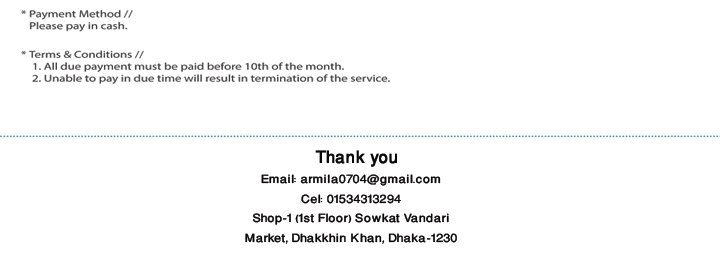 * Payment Method //
Please pay in cash.
* Terms & Conditions //
1. All due payment must be paid before 10th of the month.
2. Unable to pay in due time will result in termination of the service.
Thank you
Email: armila0704@gmail.com
Cel: 01534313294
Shop-1 (1st Floor) Sowkat Vandari
Market, Dhakkhin Khan, Dhaka-1230